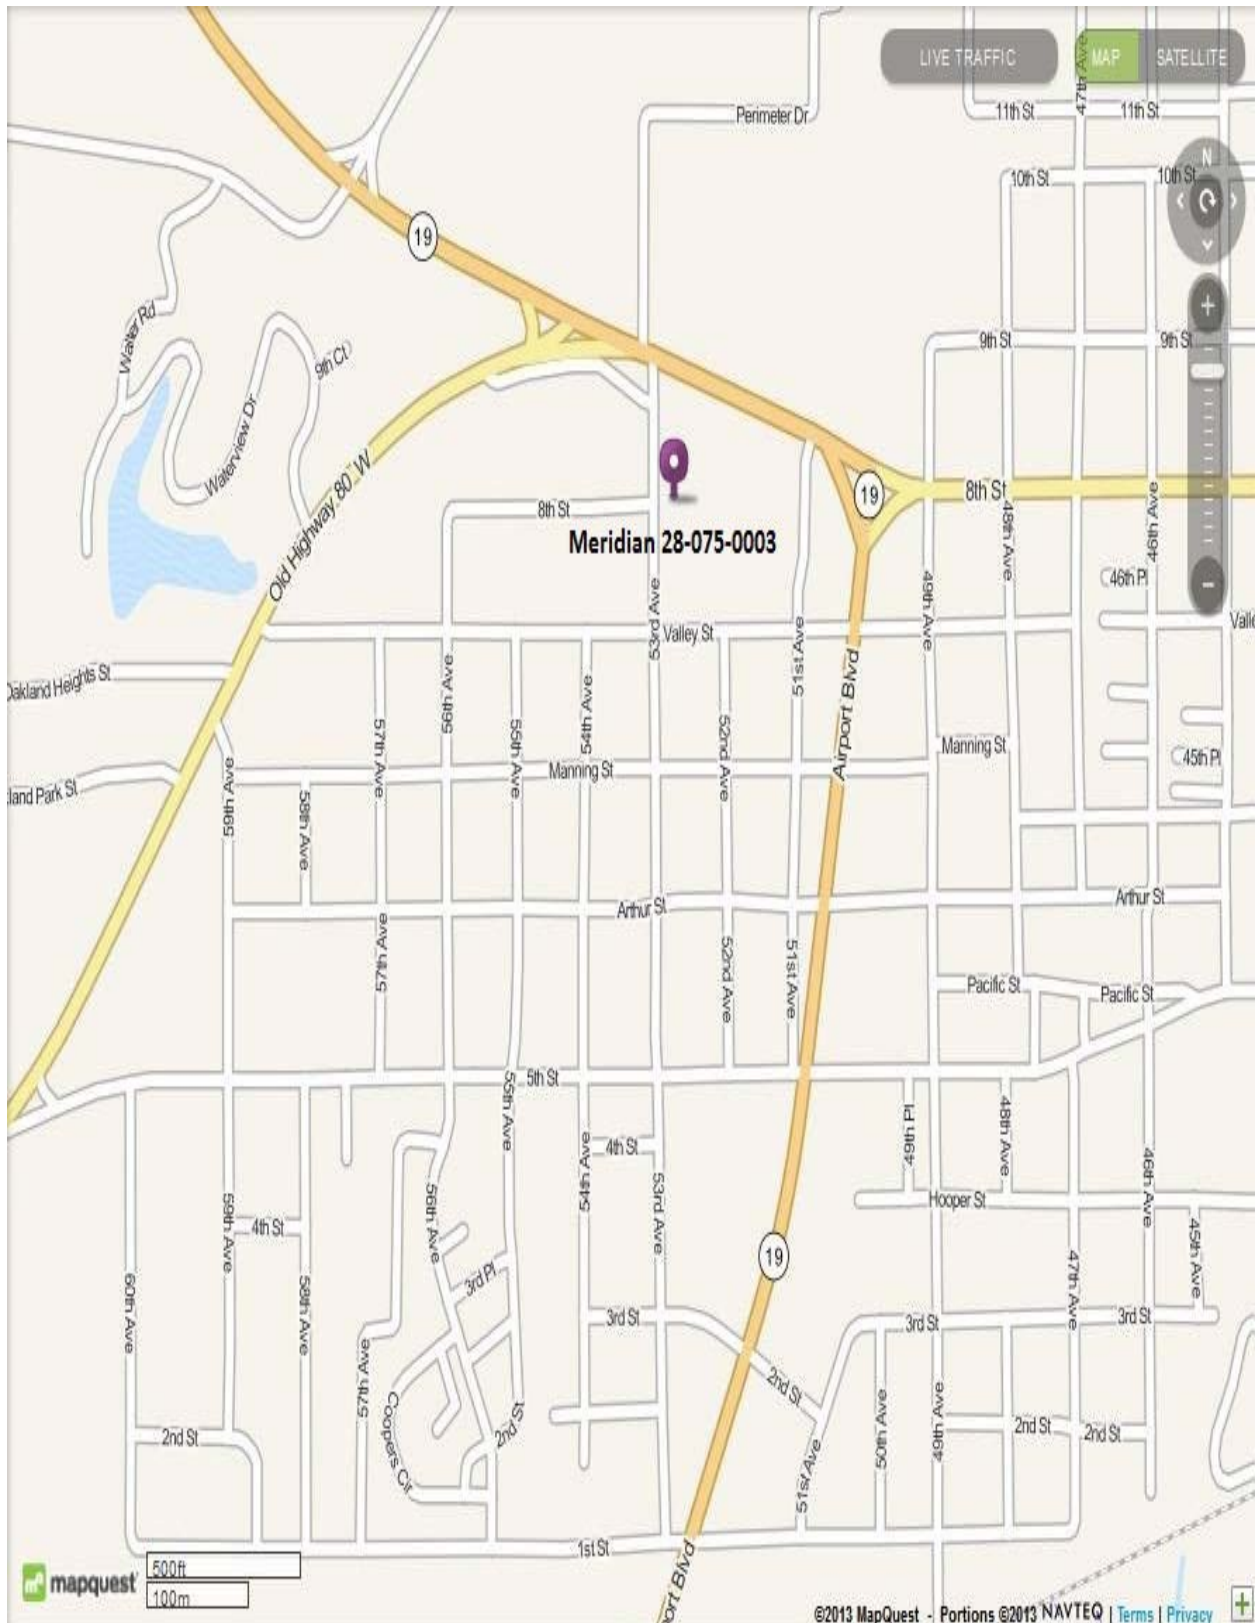 LIVE TRAFFIC
MAP
SATELLITE
47th Ave
Perimeter Dr
11th St
11th St
N
10th St
10th St
19
Walter Rd
9th Ct
9th St
9th St
Waterview Dr
Old Highway 80 W
19
8th St
8th St
48th Ave
46th Ave
Meridian 28-075-0003
46th Pl
53rd Ave
49th Ave
Valley St
51st Ave
Oakland Heights St
56th Ave
54th Ave
Airport Blvd
57th Ave
55th Ave
52nd Ave
Manning St
Manning St
45th Pl
59th Ave
58th Ave
land Park St
Arthur St
Arthur St
57th Ave
52nd Ave
51st Ave
Pacific St
Pacific St
5th St
55th Ave
49th Pl
48th Ave
4th St
54th Ave
53rd Ave
46th Ave
56th Ave
59th Ave
4th St
Hooper St
45th Ave
19
3rd Pl
60th Ave
58th Ave
47th Ave
3rd St
3rd St
3rd St
57th Ave
2nd St
Coopers Cir
2nd St
50th Ave
49th Ave
2nd St
2nd St
2nd St
51st Ave
1st St
ort Blvd
mapquest
500ft
100m
©2013 MapQuest - Portions ©2013 NAVTEQ | Terms | Privacy